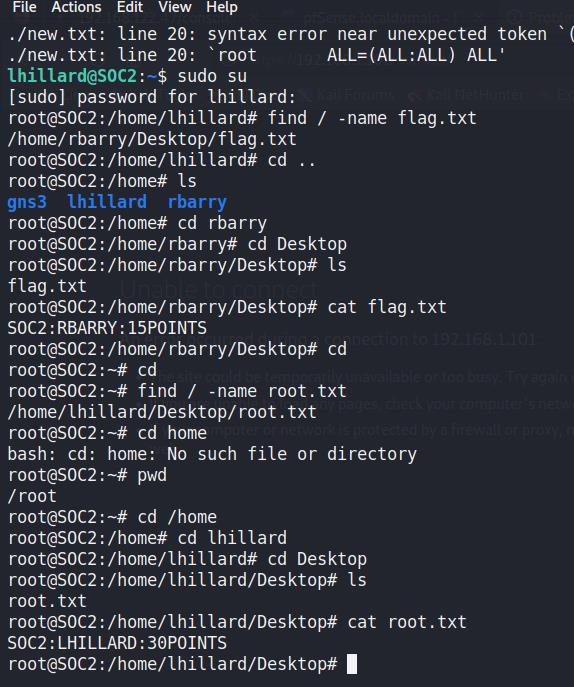 File Actions Edit View Help
./new.txt: line 20: syntax error near unexpected token `(
./new.txt: line 20: `root       ALL=(ALL:ALL) ALL'
lhillard@SOC2:~$ sudo su
[sudo] password for lhillard:
root@SOC2:/home/lhillard# find / -name flag.txt
/home/rbarry/Desktop/flag.txt
root@SOC2:/home/lhillard# cd ..
root@SOC2:/home# ls
gns3  lhillard  rbarry
root@SOC2:/home# cd rbarry
root@SOC2:/home/rbarry# cd Desktop
root@SOC2:/home/rbarry/Desktop# ls
flag.txt
root@SOC2:/home/rbarry/Desktop# cat flag.txt
SOC2:RBARRY:15POINTS
root@SOC2:/home/rbarry/Desktop# cd
root@SOC2:~# cd
root@SOC2:~# find / -name root.txt
/home/lhillard/Desktop/root.txt
root@SOC2:~# cd home
bash: cd: home: No such file or directory
root@SOC2:~# pwd
/root
root@SOC2:~# cd /home
root@SOC2:/home# cd lhillard
root@SOC2:/home/lhillard# cd Desktop
root@SOC2:/home/lhillard/Desktop# ls
root.txt
root@SOC2:/home/lhillard/Desktop# cat root.txt
SOC2:LHILLARD:30POINTS
root@SOC2:/home/lhillard/Desktop#